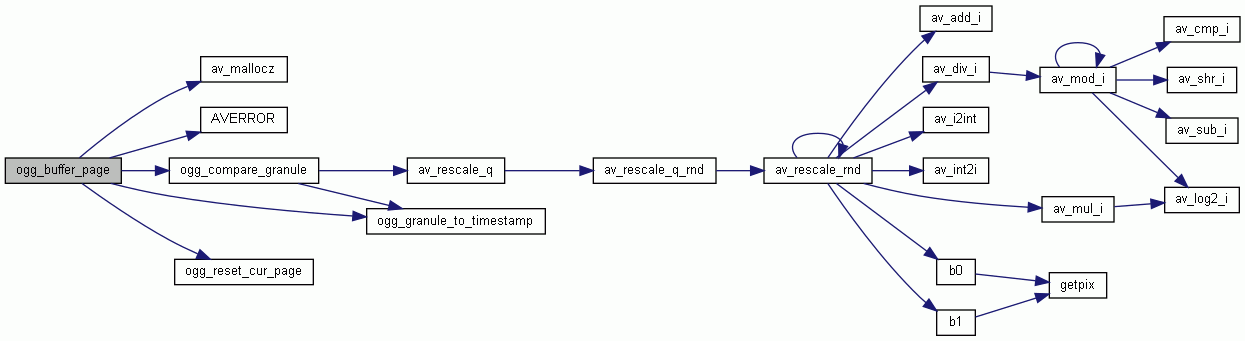 ogg_buffer_page
av_mallocz
AVERROR
ogg_compare_granule
ogg_reset_cur_page
av_rescale_q
ogg_granule_to_timestamp
av_rescale_q_rnd
av_rescale_rnd
av_add_i
av_div_i
av_i2int
av_int2i
av_mul_i
b0
b1
av_mod_i
getpix
av_cmp_i
av_shr_i
av_sub_i
av_log2_i